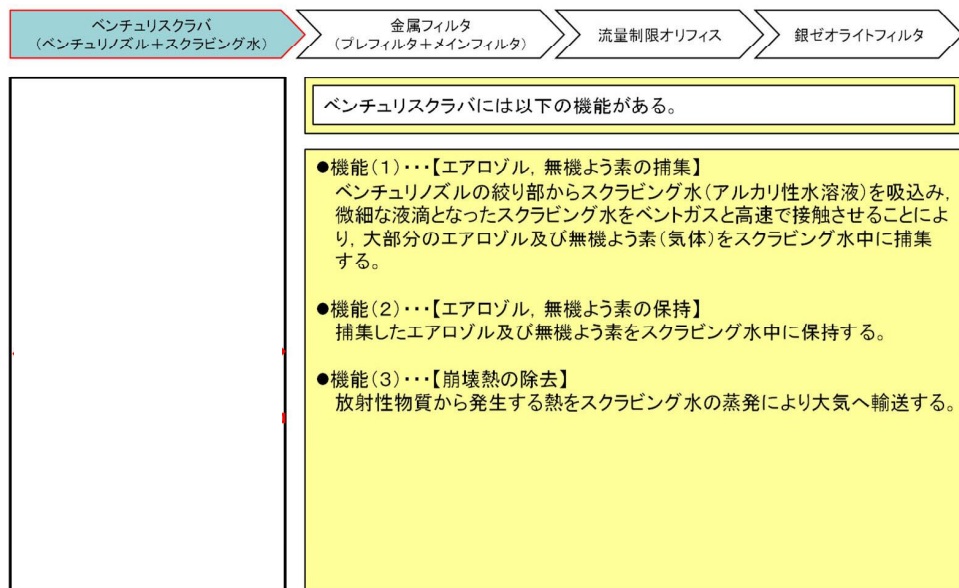 ベンチュリスクラバ
(ベンチュリノズル+スクラビング水)
金属フィルタ
(プレフィルタ+メインフィルタ)
流量制限オリフィス
銀ゼオライトフィルタ
ベンチュリスクラバには以下の機能がある。
●機能(1)・・・【エアロゾル, 無機よう素の捕集】
ベンチュリノズルの絞り部からスクラビング水(アルカリ性水溶液)を吸込み,
微細な液滴となったスクラビング水をベントガスと高速で接触させることによ
り, 大部分のエアロゾル及び無機よう素(気体)をスクラビング水中に捕集
する。
●機能(2)・・・【エアロゾル, 無機よう素の保持】
捕集したエアロゾル及び無機よう素をスクラビング水中に保持する。
●機能(3)・・・【崩壊熱の除去】
放射性物質から発生する熱をスクラビング水の蒸発により大気へ輸送する。